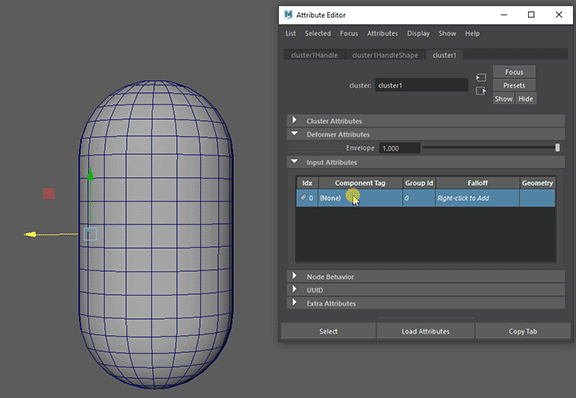 Attribute Editor
List Selected Focus Attributes Display Show Help
cluster1Handle cluster1HandleShape cluster1
Focus
cluster: cluster1
Presets
Show Hide
Cluster Attributes
Deformer Attributes
Envelope 1.000
Input Attributes
Idx Component Tag Group Id Falloff Geometry
0 (None) 0 Right-click to Add
Node Behavior
UUID
Extra Attributes
Select Load Attributes Copy Tab